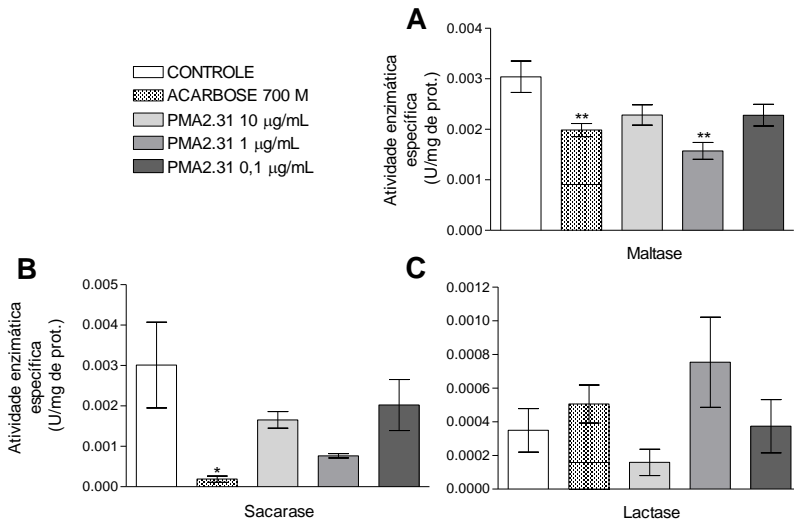 A
CONTROLE
ACARBOSE 700 M
PMA2.31 10 μg/mL
PMA2.31 1 μg/mL
PMA2.31 0,1 μg/mL
Atividade enzimática
específica
(U/mg de prot.)
0.004
0.003
0.002
0.001
0.000
**
**
Maltase
B
Atividade enzimática
específica
(U/mg de prot.)
0.005
0.004
0.003
0.002
0.001
0.000
*
Sacarase
C
0.0012
0.0010
0.0008
0.0006
0.0004
0.0002
0.0000
Lactase